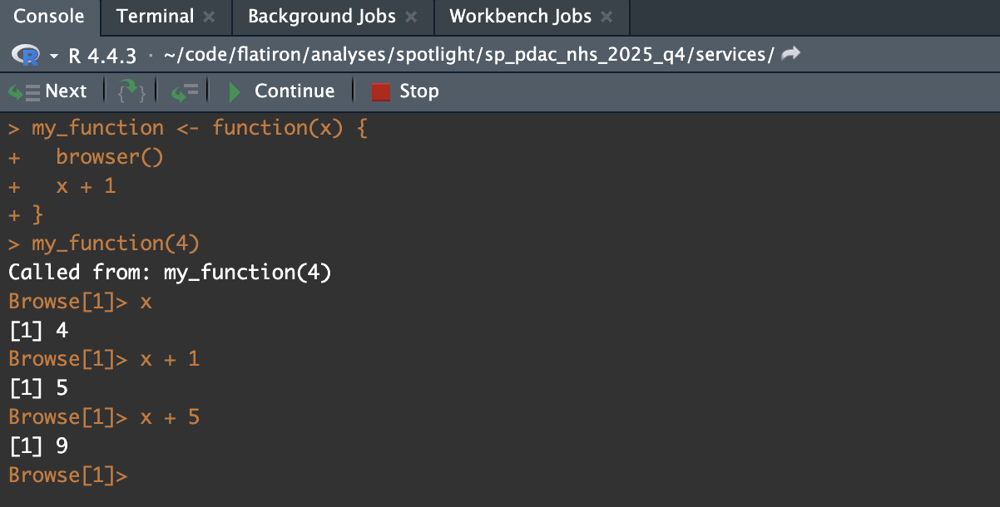 Console Terminal Background Jobs Workbench Jobs
R R 4.4.3 · ~/code/flatiron/analyses/spotlight/sp_pdac_nhs_2025_q4/services/
Next {} Continue Stop
> my_function <- function(x) {
+   browser()
+   x + 1
+ }
> my_function(4)
Called from: my_function(4)
Browse[1]> x
[1] 4
Browse[1]> x + 1
[1] 5
Browse[1]> x + 5
[1] 9
Browse[1]>